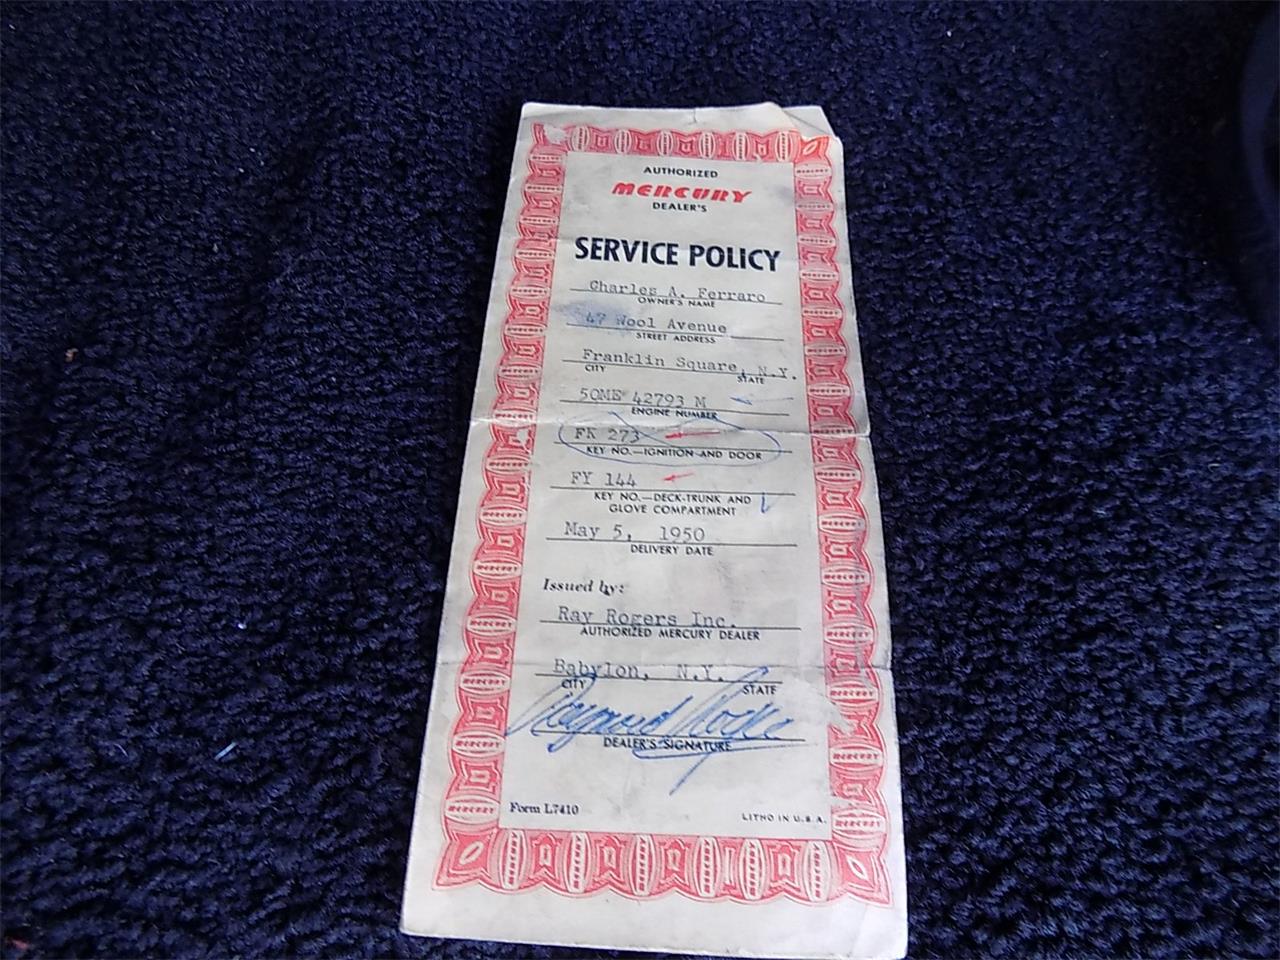 AUTHORIZED
MERCURY
DEALER'S
SERVICE POLICY
Charles A. Ferraro
OWNER'S NAME
47 Wool Avenue
STREET ADDRESS
Franklin Square, N.Y.
CITY STATE
50ME 42793 M
ENGINE NUMBER
FK 273
KEY NO.—IGNITION AND DOOR
FY 144
KEY NO.—DECK-TRUNK AND
GLOVE COMPARTMENT
May 5, 1950
DELIVERY DATE
Issued by:
Ray Rogers Inc.
AUTHORIZED MERCURY DEALER
Babylon, N.Y.
CITY STATE
Raymond Rogers
DEALER'S SIGNATURE
Form L7410
LITHO IN U.S.A.